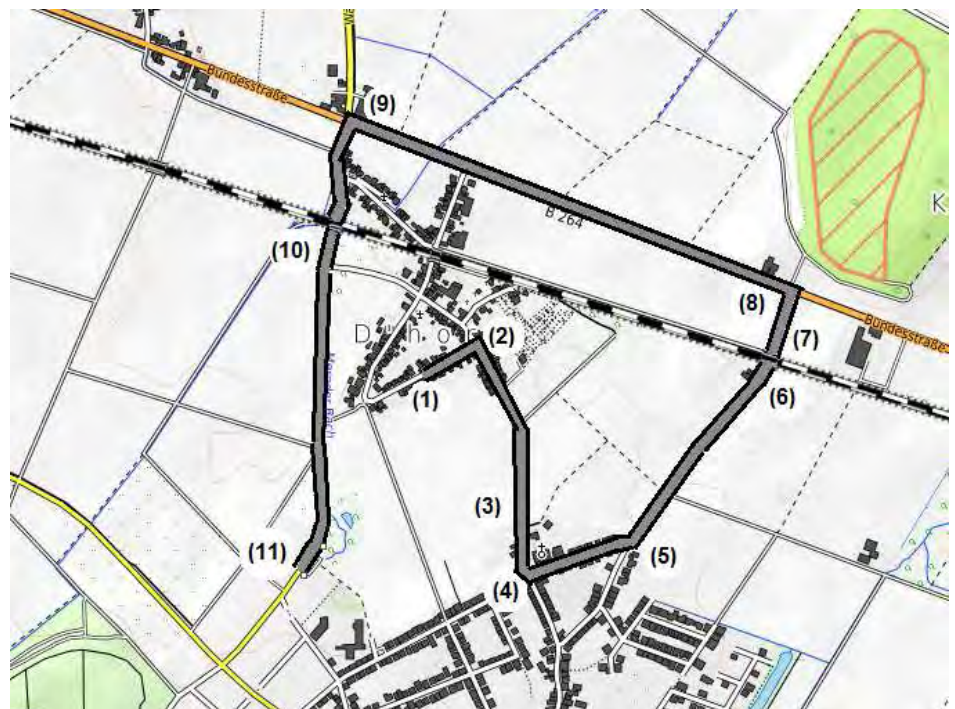 Bundesstraße
(9)
B 264
K
(10)
(8)
(7)
Bundesstraße
D h o
(2)
(1)
(6)
(3)
(11)
(5)
(4)